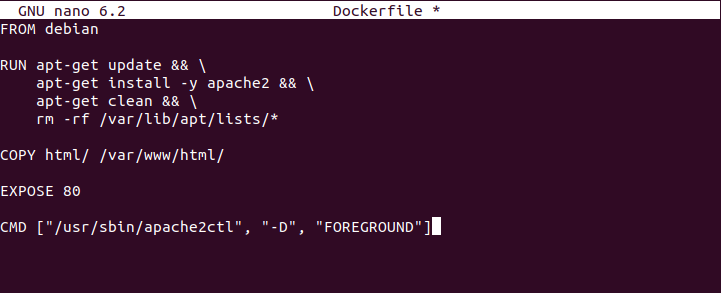 GNU nano 6.2 Dockerfile *
FROM debian
RUN apt-get update && \
    apt-get install -y apache2 && \
    apt-get clean && \
    rm -rf /var/lib/apt/lists/*
COPY html/ /var/www/html/
EXPOSE 80
CMD ["/usr/sbin/apache2ctl", "-D", "FOREGROUND"]